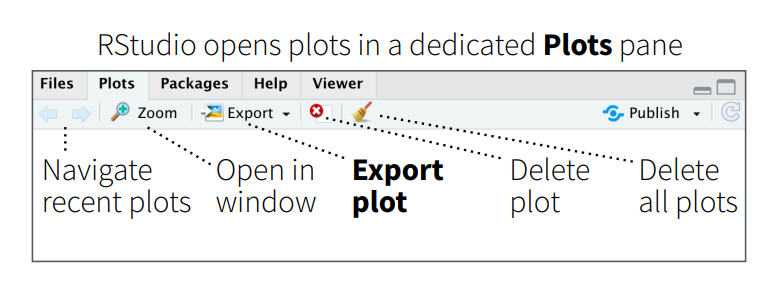 RStudio opens plots in a dedicated Plots pane
Files Plots Packages Help Viewer
Zoom Export Publish
Navigate recent plots
Open in window
Export plot
Delete plot
Delete all plots